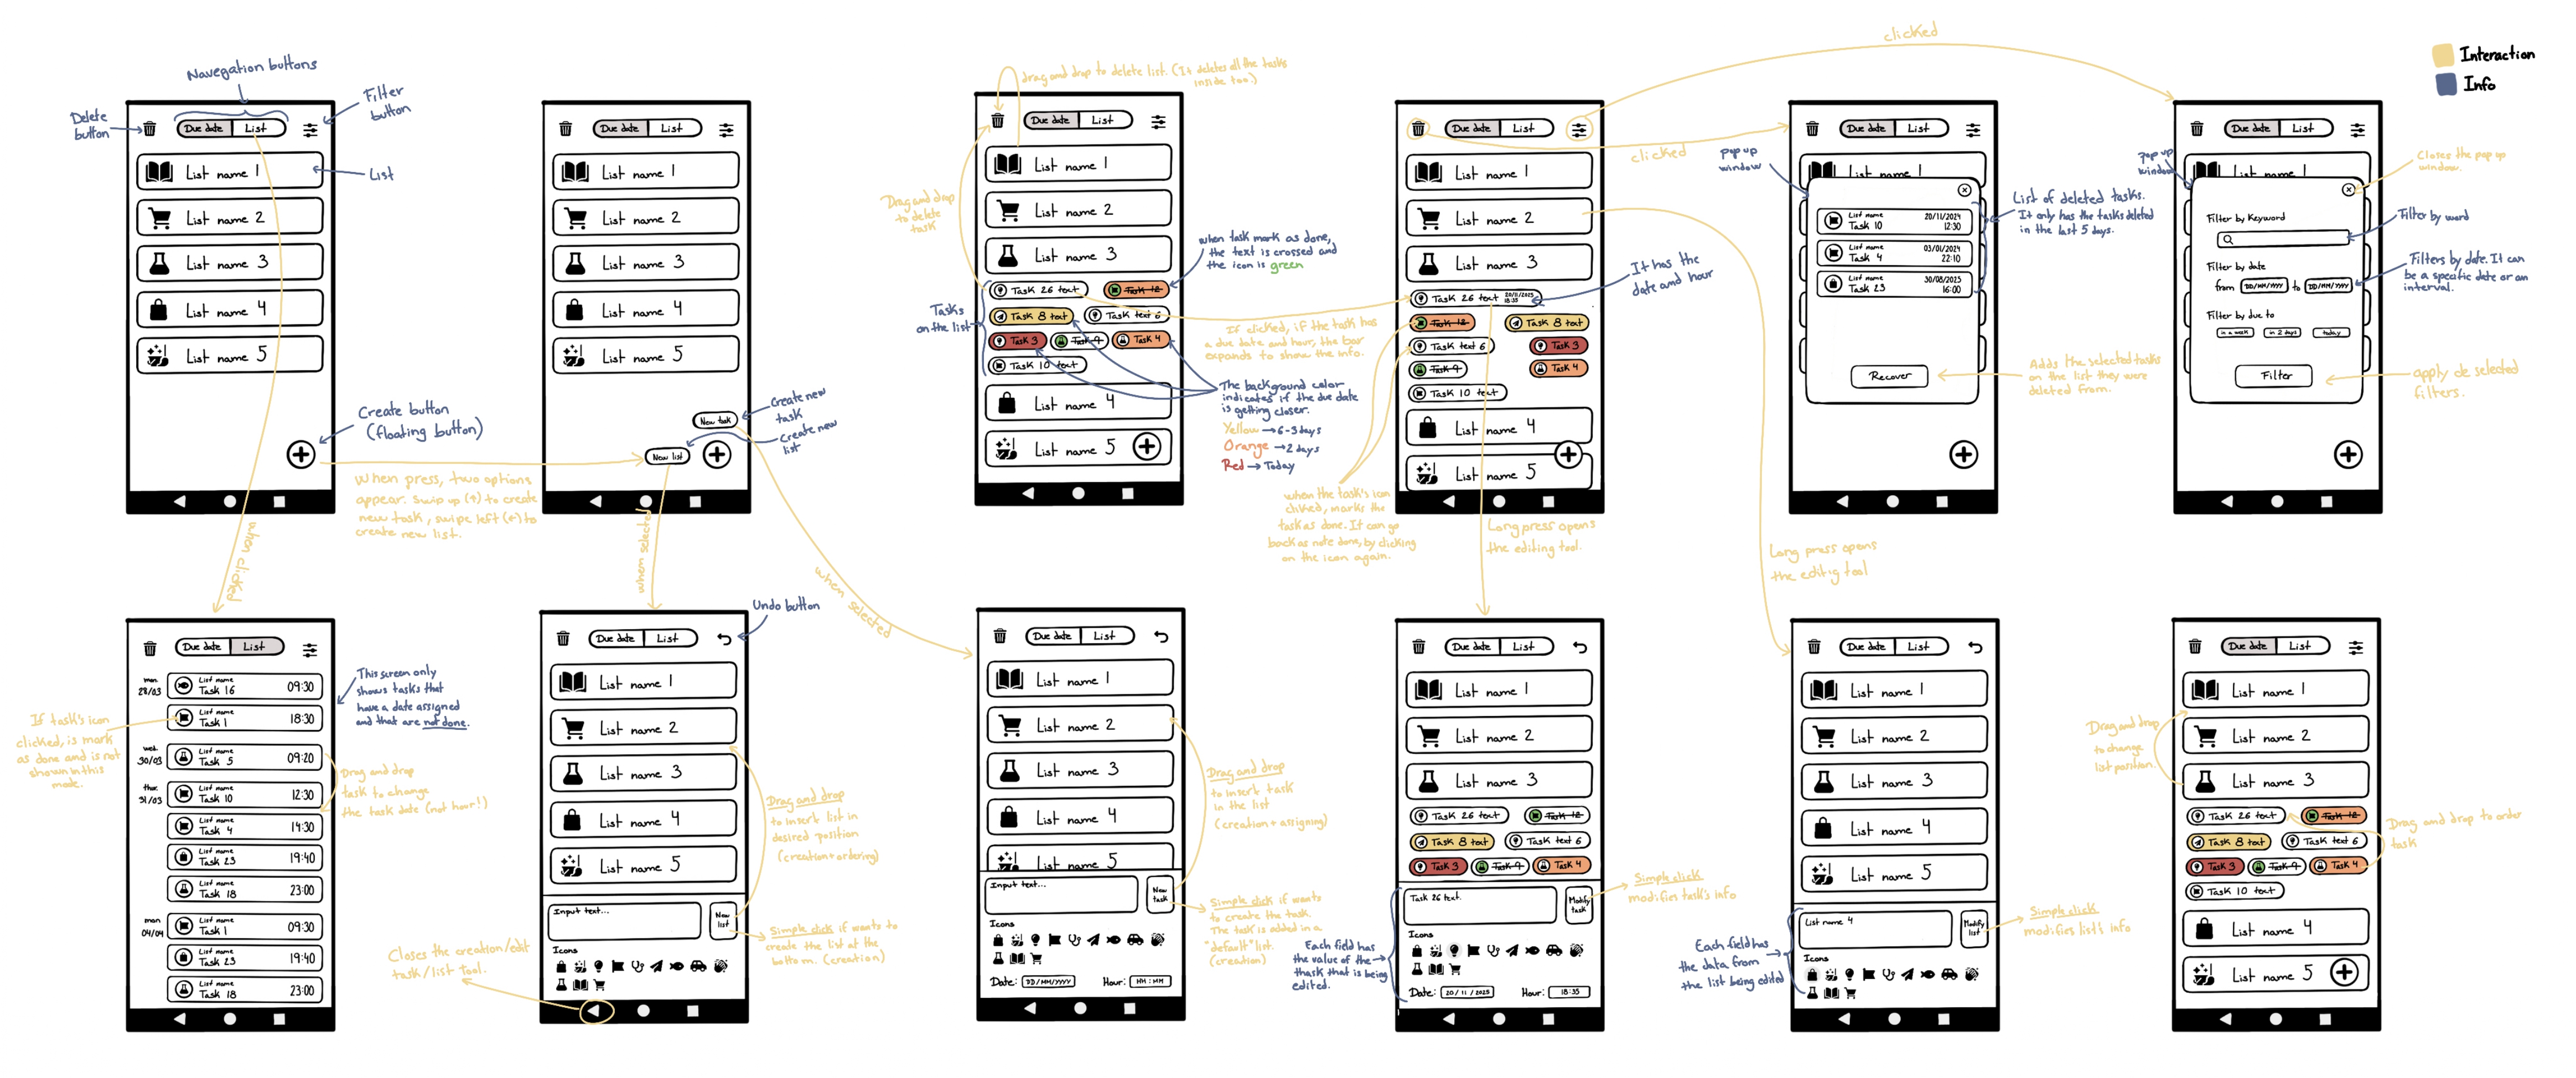 Interaction
Info
Navegation buttons
Delete
button
Filter
button
Due date
List
List name 1
List name 2
List name 3
List name 4
List name 5
List
Create button
(floating button)
when clicked
When press, two options
appear. Swip up (↑) to create
new task, swipe left (←) to
create new list.
Due date
List
List name 1
List name 2
List name 3
List name 4
List name 5
New task
New list
Create new
task
Create new
list
when selected
when selected
drag and drop to delete list. (It deletes all the tasks
inside too.)
Drag and drop
to delete
task
Due date
List
List name 1
List name 2
List name 3
Tasks
on the list
Task 26 text
Task 12
Task 8 text
Task text 6
Task 3
Task 9
Task 4
Task 10 text
List name 4
List name 5
when task mark as done,
the text is crossed and
the icon is green
If clicked, if the task has
a due date and hour, the bar
expands to show the info.
The background color
indicates if the due date
is getting closer.
Yellow → 6-3 days
Orange → 2 days
Red → Today
Due date
List
List name 1
List name 2
List name 3
Task 26 text
20/11/2025
18:35
Task 12
Task 8 text
Task text 6
Task 3
Task 9
Task 4
Task 10 text
List name 4
List name 5
It has the
date and hour
when the task's icon
cliked, marks the
task as done. It can go
back as note done, by clicking
on the icon again.
Long press opens
the editing tool.
Long press opens
the editig tool
clicked
clicked
Due date
List
pop up
window
List name 1
List name
Task 10
20/11/2024
12:30
List name
Task 4
03/01/2024
22:10
List name
Task 23
30/08/2025
16:00
Recover
List of deleted tasks.
It only has the tasks deleted
in the last 5 days.
Adds the selected tasks
on the list they were
deleted from.
Due date
List
pop up
window
List name 1
Filter by Keyword
Filter by date
from DD/MM/YYYY to DD/MM/YYYY
Filter by due to
in a week
in 2 days
today
Filter
Closes the pop up
window.
Filter by word
Filters by date. It can
be a specific date or an
interval.
apply de selected
filters.
Due date
List
mon
28/03
List name
Task 16
09:30
List name
Task 1
18:30
wed.
30/03
List name
Task 5
09:20
thur.
31/03
List name
Task 10
12:30
List name
Task 4
14:30
List name
Task 23
19:40
List name
Task 18
23:00
mon
04/04
List name
Task 1
09:30
List name
Task 23
19:40
List name
Task 18
23:00
If task's icon
clicked, is mark
as done and is not
shown in this
mode.
This screen only
shows tasks that
have a date assigned
and that are not done.
Drag and drop
task to change
the task date (not hour!)
Due date
List
Undo button
List name 1
List name 2
List name 3
List name 4
List name 5
Input text...
New
list
Icons
Drag and drop
to insert list in
desired position
(creation+ordering)
Simple click if wants to
create the list at the
bottom. (creation)
Closes the creation/edit
task/list tool.
Due date
List
List name 1
List name 2
List name 3
List name 4
List name 5
Input text...
New
task
Icons
Date: DD/MM/YYYY
Hour: HH:MM
Drag and drop
to insert task
in the list
(creation+assigning)
Simple click if wants
to create the task.
The task is added in a
"default" list.
(creation)
Due date
List
List name 1
List name 2
List name 3
Task 26 text
Task 12
Task 8 text
Task text 6
Task 3
Task 9
Task 4
Task 26 text.
Modify
task
Icons
Date: 20/11/2025
Hour: 18:35
Each field has
the value of the
thask that is being
edited.
Simple click
modifies task's info
Due date
List
List name 1
List name 2
List name 3
List name 4
List name 5
List name 4
Modify
list
Icons
Each field has
the data from
the list being edited
Simple click
modifies list's info
Due date
List
List name 1
List name 2
List name 3
Task 26 text
Task 12
Task 8 text
Task text 6
Task 3
Task 9
Task 4
Task 10 text
List name 4
List name 5
Drag and drop
to change
list position.
Drag and drop to order
task